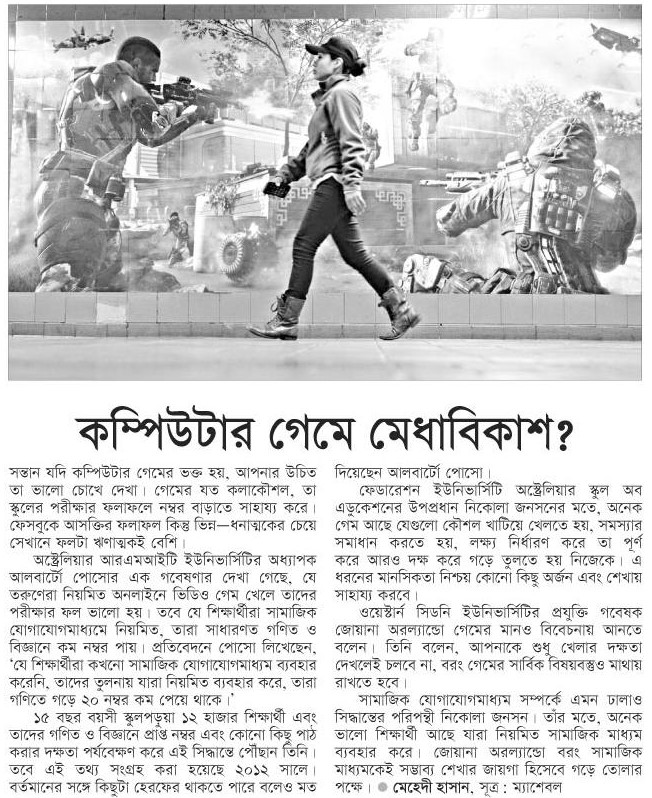 কম্পিউটার গেমে মেধাবিকাশ?
সন্তান যদি কম্পিউটার গেমের ভক্ত হয়, আপনার উচিত
তা ভালো চোখে দেখা। গেমের যত কলাকৌশল, তা
স্কুলের পরীক্ষার ফলাফলে নম্বর বাড়াতে সাহায্য করে।
ফেসবুকে আসক্তির ফলাফল কিন্তু ভিন্ন—ধনাত্মকের চেয়ে
সেখানে ফলটা ঋণাত্মকই বেশি।
অস্ট্রেলিয়ার আরএমআইটি ইউনিভার্সিটির অধ্যাপক
আলবার্টো পোসোর এক গবেষণার দেখা গেছে, যে
তরুণেরা নিয়মিত অনলাইনে ভিডিও গেম খেলে তাদের
পরীক্ষার ফল ভালো হয়। তবে যে শিক্ষার্থীরা সামাজিক
যোগাযোগমাধ্যমে নিয়মিত, তারা সাধারণত গণিত ও
বিজ্ঞানে কম নম্বর পায়। প্রতিবেদনে পোসো লিখেছেন,
‘যে শিক্ষার্থীরা কখনো সামাজিক যোগাযোগমাধ্যম ব্যবহার
করেনি, তাদের তুলনায় যারা নিয়মিত ব্যবহার করে, তারা
গণিতে গড়ে ২০ নম্বর কম পেয়ে থাকে।’
১৫ বছর বয়সী স্কুলপড়ুয়া ১২ হাজার শিক্ষার্থী এবং
তাদের গণিত ও বিজ্ঞানে প্রাপ্ত নম্বর এবং কোনো কিছু পাঠ
করার দক্ষতা পর্যবেক্ষণ করে এই সিদ্ধান্তে পৌঁছান তিনি।
তবে এই তথ্য সংগ্রহ করা হয়েছে ২০১২ সালে।
বর্তমানের সঙ্গে কিছুটা হেরফের থাকতে পারে বলেও মত
দিয়েছেন আলবার্টো পোসো।
ফেডারেশন ইউনিভার্সিটি অস্ট্রেলিয়ার স্কুল অব
এডুকেশনের উপপ্রধান নিকোলা জনসনের মতে, অনেক
গেম আছে যেগুলো কৌশল খাটিয়ে খেলতে হয়, সমস্যার
সমাধান করতে হয়, লক্ষ্য নির্ধারণ করে তা পূর্ণ
করে আরও দক্ষ করে গড়ে তুলতে হয় নিজেকে। এ
ধরনের মানসিকতা নিশ্চয় কোনো কিছু অর্জন এবং শেখায়
সাহায্য করবে।
ওয়েস্টার্ন সিডনি ইউনিভার্সিটির প্রযুক্তি গবেষক
জোয়ানা অরল্যান্ডো গেমের মানও বিবেচনায় আনতে
বলেন। তিনি বলেন, আপনাকে শুধু খেলার দক্ষতা
দেখলেই চলবে না, বরং গেমের সার্বিক বিষয়বস্তুও মাথায়
রাখতে হবে।
সামাজিক যোগাযোগমাধ্যম সম্পর্কে এমন ঢালাও
সিদ্ধান্তের পরিপন্থী নিকোলা জনসন। তাঁর মতে, অনেক
ভালো শিক্ষার্থী আছে যারা নিয়মিত সামাজিক মাধ্যম
ব্যবহার করে। জোয়ানা অরল্যান্ডো বরং সামাজিক
মাধ্যমকেই সম্ভাব্য শেখার জায়গা হিসেবে গড়ে তোলার
পক্ষে। ● মেহেদী হাসান, সূত্র : ম্যাশেবল